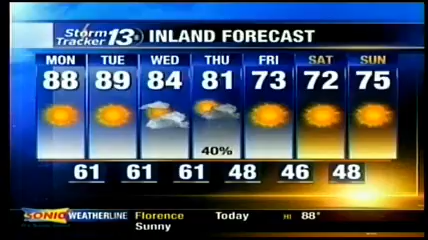 Storm Tracker 13 INLAND FORECAST
MON TUE WED THU FRI SAT SUN
88 89 84 81 73 72 75
40%
61 61 61 48 46 48
SONIC WEATHERLINE Florence Today HI 88°
Sunny